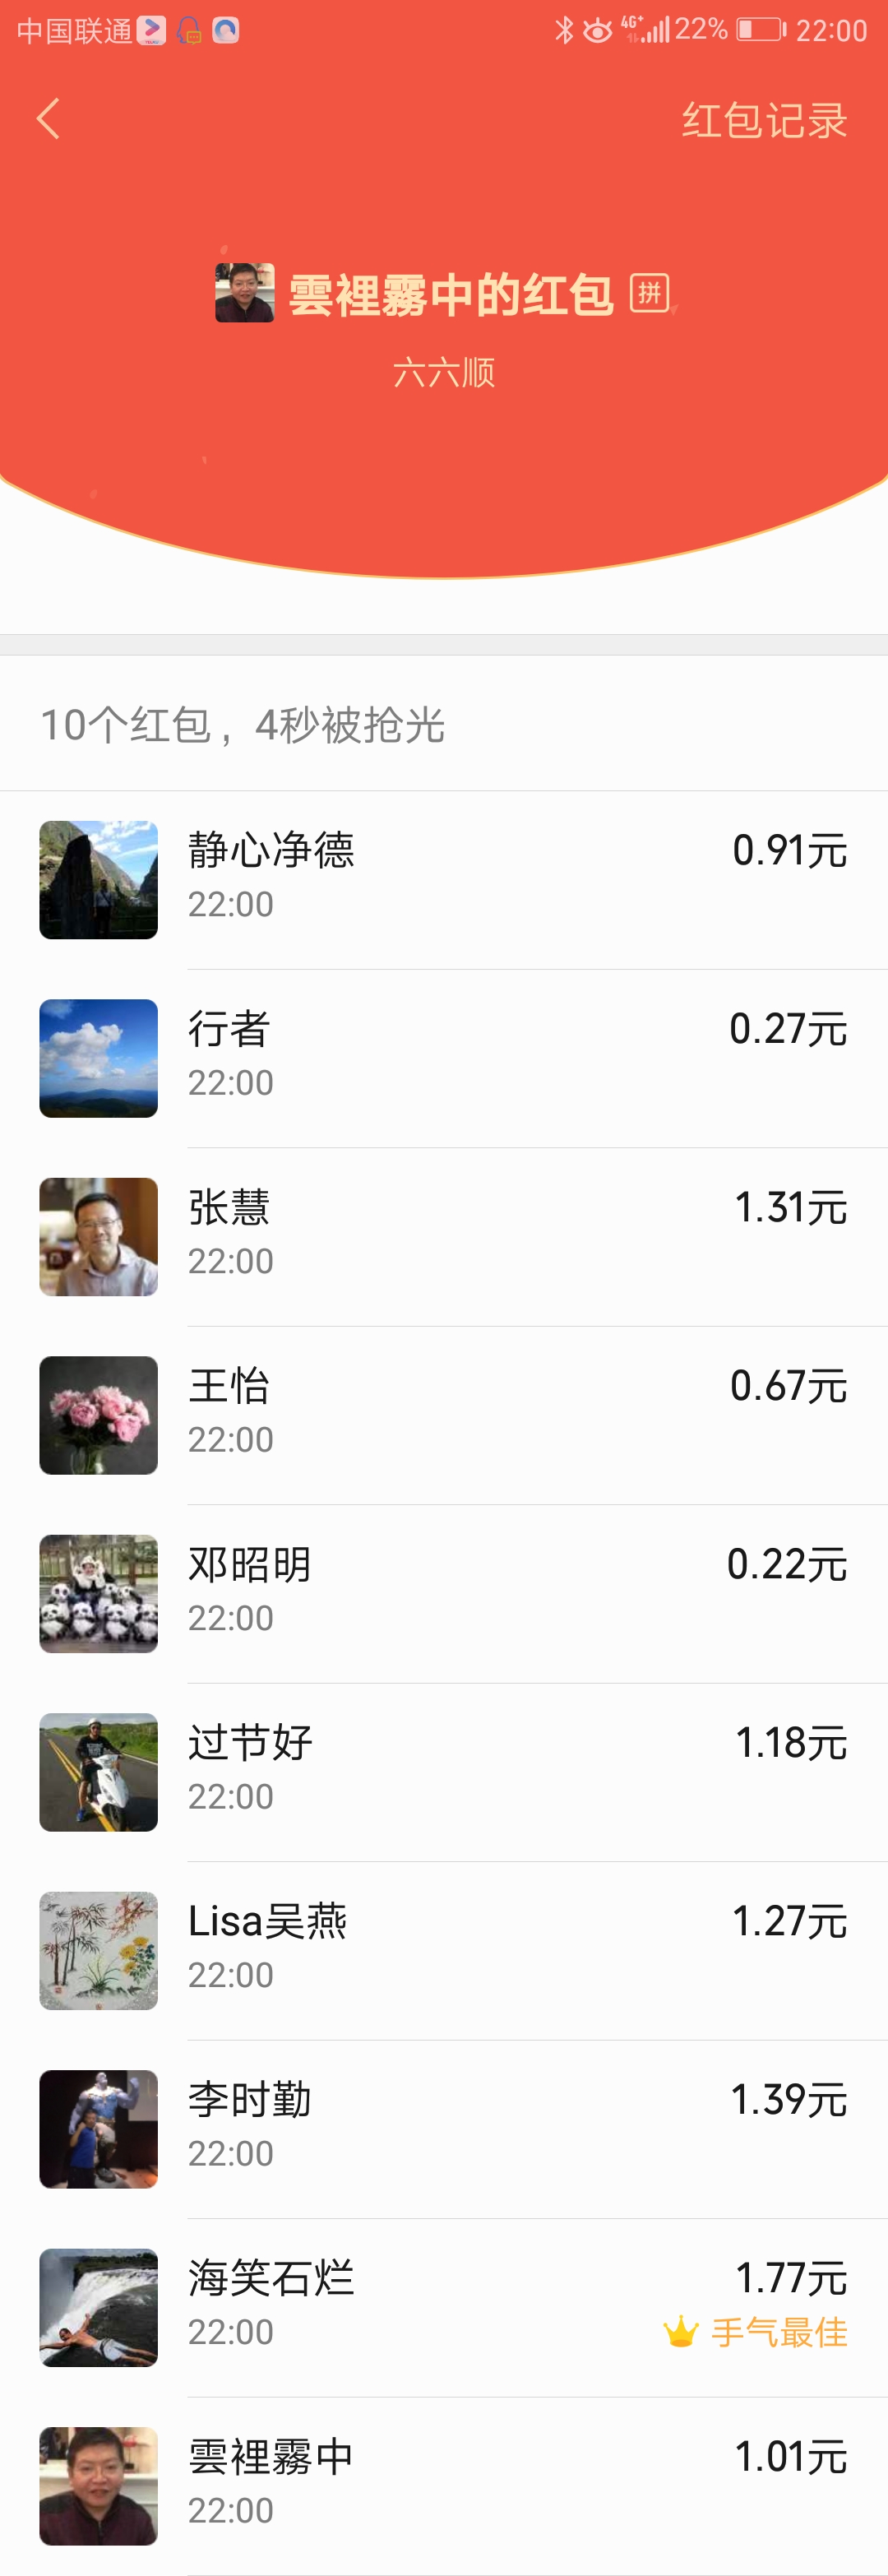 中国联通 4G+ 22% 22:00
红包记录
雲裡霧中的红包 拼
六六顺
10个红包，4秒被抢光
静心净德 0.91元
22:00
行者 0.27元
22:00
张慧 1.31元
22:00
王怡 0.67元
22:00
邓昭明 0.22元
22:00
过节好 1.18元
22:00
Lisa吴燕 1.27元
22:00
李时勤 1.39元
22:00
海笑石烂 1.77元
22:00 手气最佳
雲裡霧中 1.01元
22:00